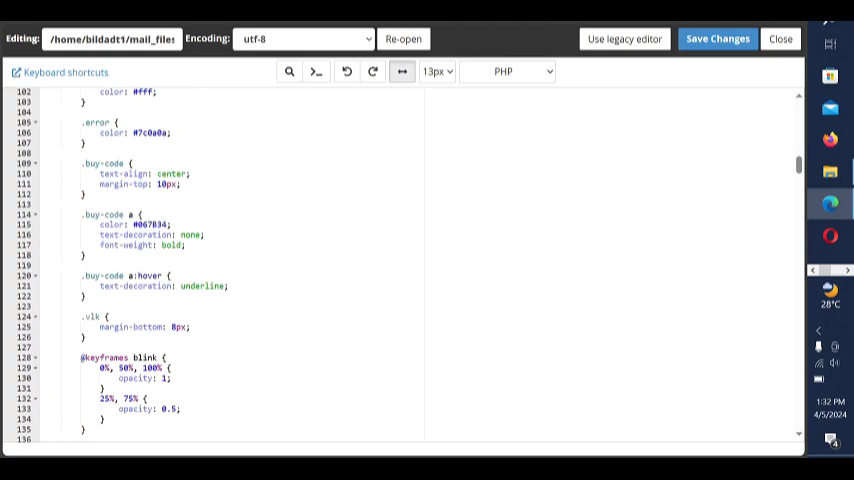 Editing: /home/bildadt1/mail_files Encoding: utf-8 Re-open Use legacy editor Save Changes Close
Keyboard shortcuts 13px PHP
102 color: #fff;
103 }
104
105 .error {
106 color: #7c0a0a;
107 }
108
109 .buy-code {
110 text-align: center;
111 margin-top: 10px;
112 }
113
114 .buy-code a {
115 color: #067B34;
116 text-decoration: none;
117 font-weight: bold;
118 }
119
120 .buy-code a:hover {
121 text-decoration: underline;
122 }
123
124 .vlk {
125 margin-bottom: 8px;
126 }
127
128 @keyframes blink {
129 0%, 50%, 100% {
130 opacity: 1;
131 }
132 25%, 75% {
133 opacity: 0.5;
134 }
135 }
136
28°C
1:32 PM
4/5/2024
4